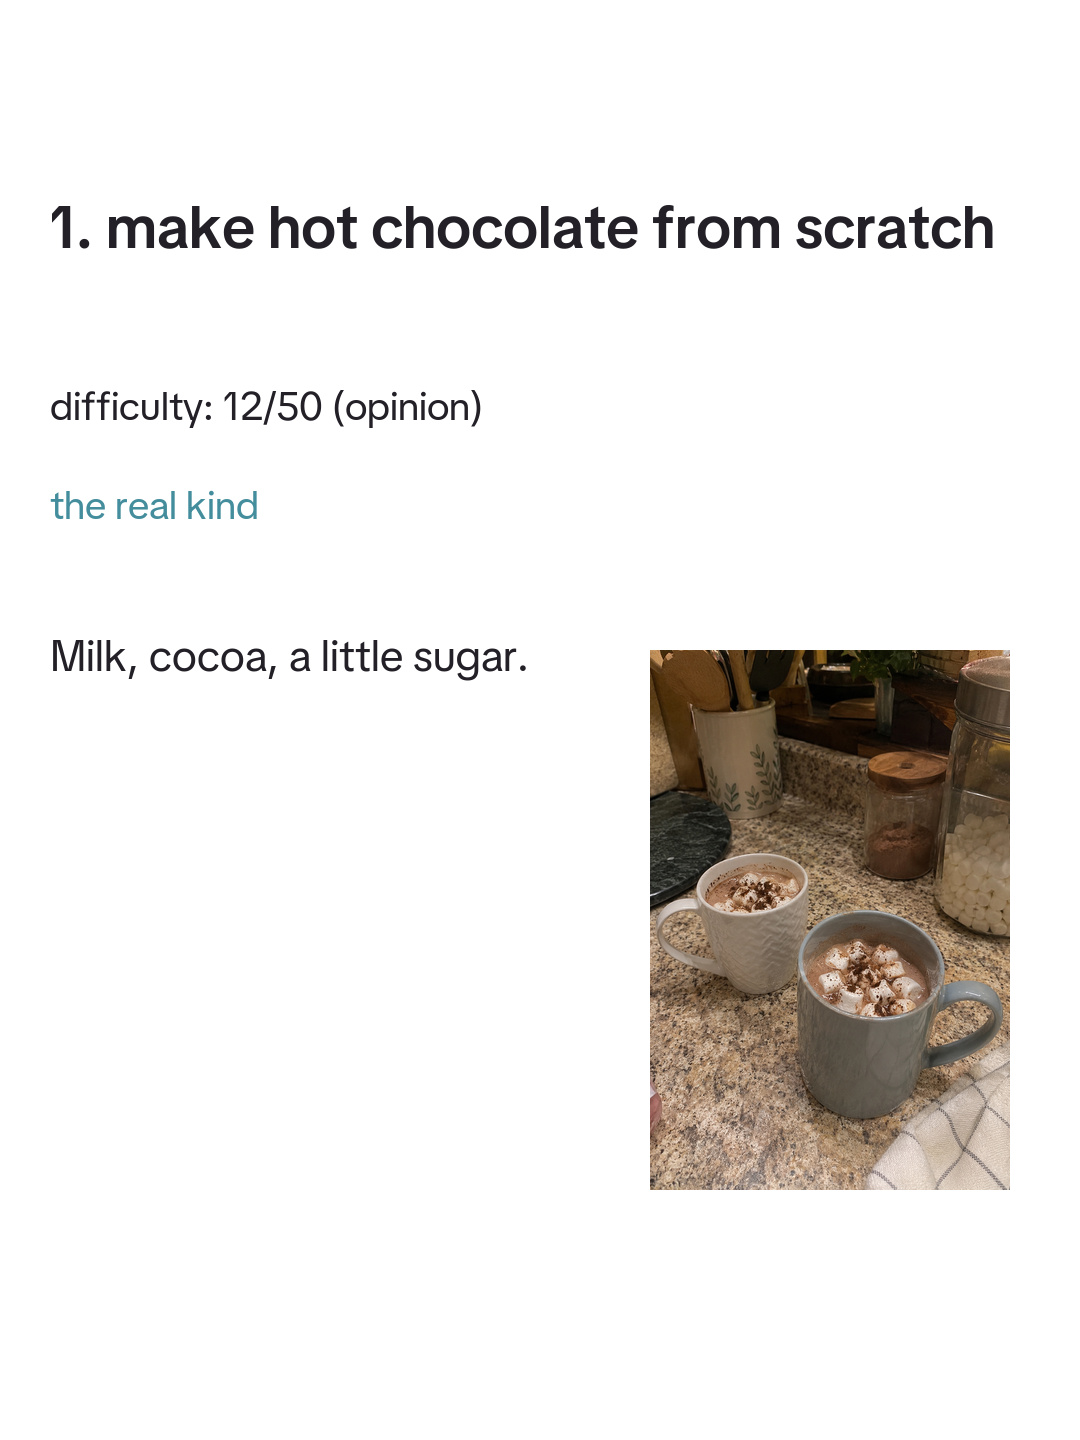 1. make hot chocolate from scratch
difficulty: 12/50 (opinion)
the real kind
Milk, cocoa, a little sugar.